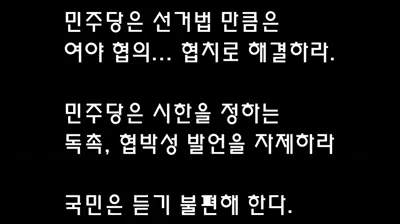 민주당은 선거법 만큼은
여야 협의... 협치로 해결하라.
민주당은 시한을 정하는
독촉, 협박성 발언을 자제하라
국민은 듣기 불편해 한다.